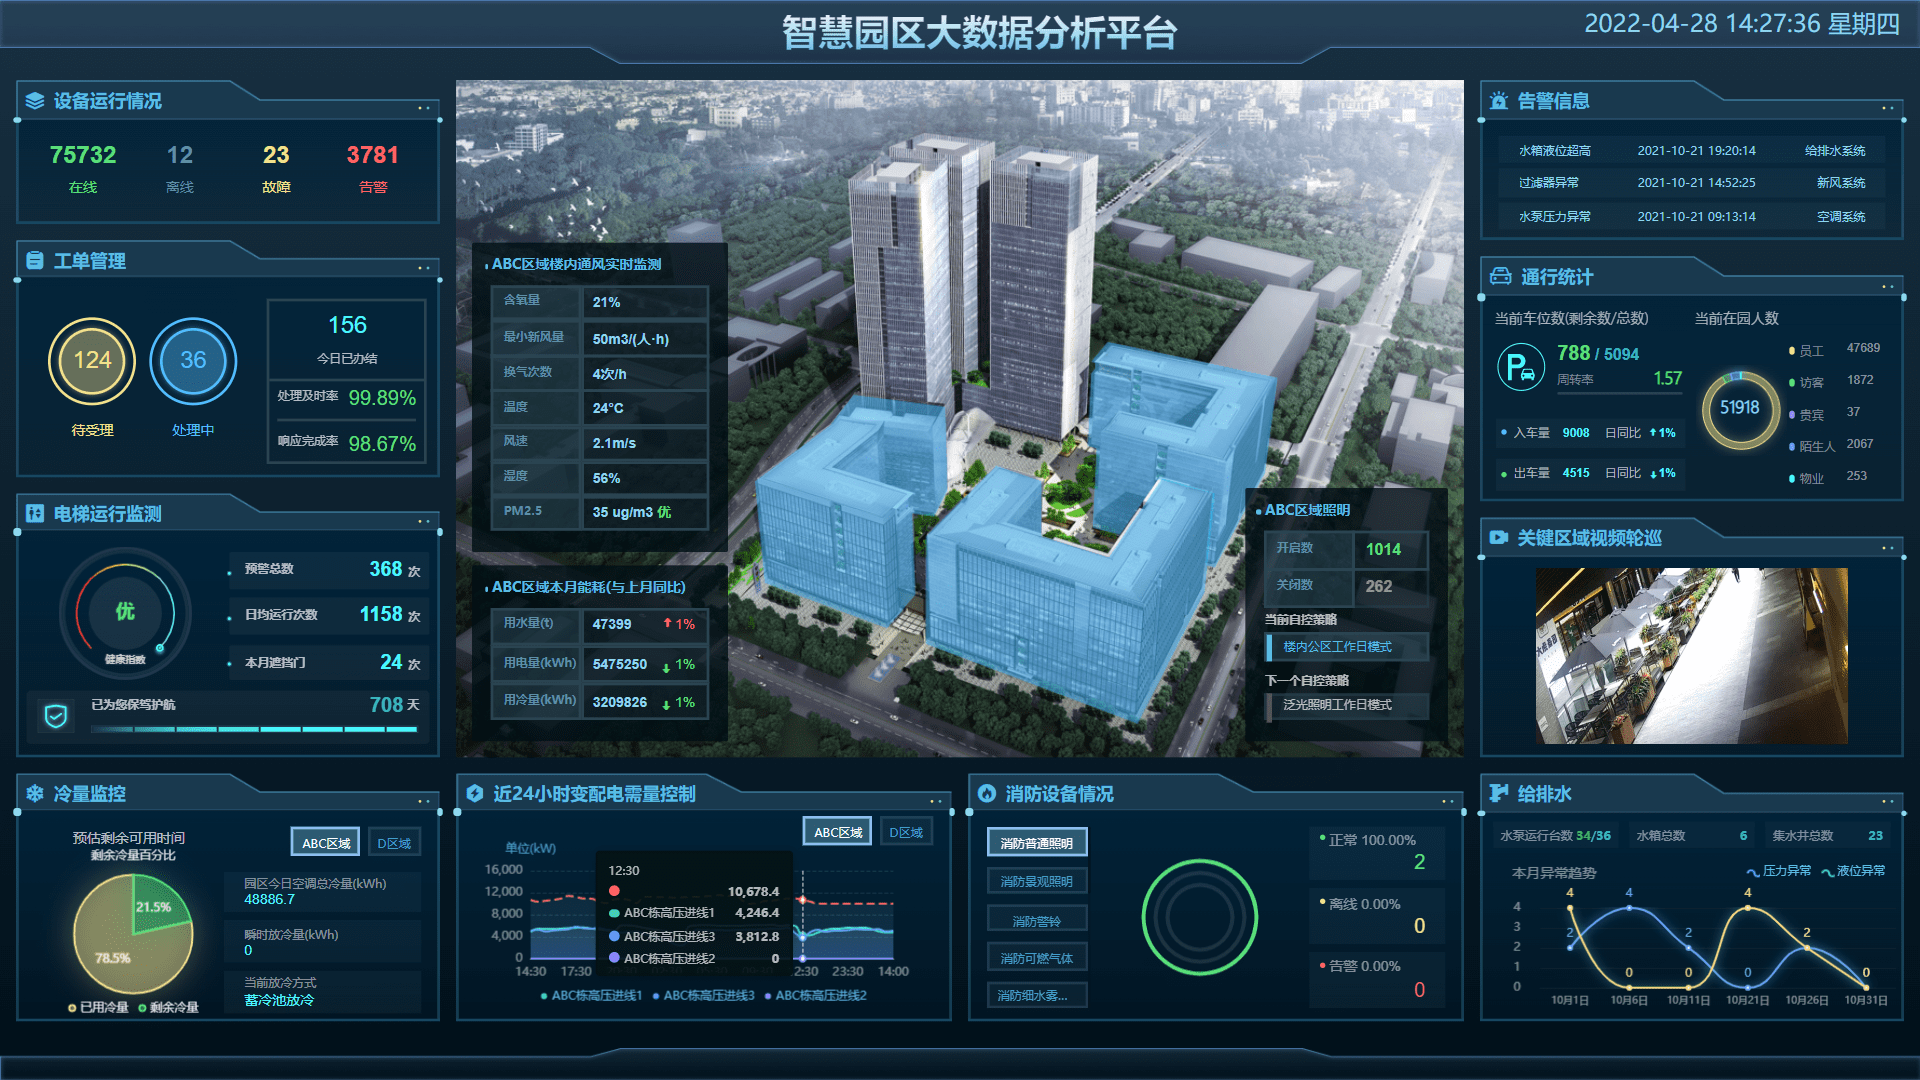 智慧园区大数据分析平台
2022-04-28 14:27:36 星期四
设备运行情况
75732 12 23 3781
在线 离线 故障 告警
工单管理
124 36
待受理 处理中
156
今日已办结
处理及时率 99.89%
响应完成率 98.67%
电梯运行监测
优
健康指数
预警总数 368 次
日均运行次数 1158 次
本月遮挡门 24 次
已为您保驾护航 708 天
冷量监控
预估剩余可用时间
剩余冷量百分比
ABC区域 D区域
21.5%
78.5%
已用冷量 剩余冷量
园区今日空调总冷量(kWh)
48886.7
瞬时放冷量(kWh)
0
当前放冷方式
蓄冷池放冷
ABC区域楼内通风实时监测
含氧量 21%
最小新风量 50m3/(人·h)
换气次数 4次/h
温度 24°C
风速 2.1m/s
湿度 56%
PM2.5 35 ug/m3 优
ABC区域本月能耗(与上月同比)
用水量(t) 47399 1%
用电量(kWh) 5475250 1%
用冷量(kWh) 3209826 1%
ABC区域照明
开启数 1014
关闭数 262
当前自控策略
楼内公区工作日模式
下一个自控策略
泛光照明工作日模式
近24小时变配电需量控制
ABC区域 D区域
单位(kW)
16,000
12,000
8,000
4,000
0
12:30
10,678.4
ABC栋高压进线1 4,246.4
ABC栋高压进线3 3,812.8
ABC栋高压进线2 0
14:30 17:30 2:30 23:30 14:00
ABC栋高压进线1 ABC栋高压进线3 ABC栋高压进线2
消防设备情况
消防普通照明
消防景观照明
消防警铃
消防可燃气体
消防细水雾...
正常 100.00%
2
离线 0.00%
0
告警 0.00%
0
告警信息
水箱液位超高 2021-10-21 19:20:14 给排水系统
过滤器异常 2021-10-21 14:52:25 新风系统
水泵压力异常 2021-10-21 09:13:14 空调系统
通行统计
当前车位数(剩余数/总数)
P 788 / 5094
周转率 1.57
入车量 9008 日同比 1%
出车量 4515 日同比 1%
当前在园人数
51918
员工 47689
访客 1872
贵宾 37
陌生人 2067
物业 253
关键区域视频轮巡
给排水
水泵运行台数 34/36 水箱总数 6 集水井总数 23
本月异常趋势
压力异常 液位异常
4
3
2
1
0
4 4 4
2 2 2
0 0 0 0
10月1日 10月6日 10月11日 10月21日 10月26日 10月31日